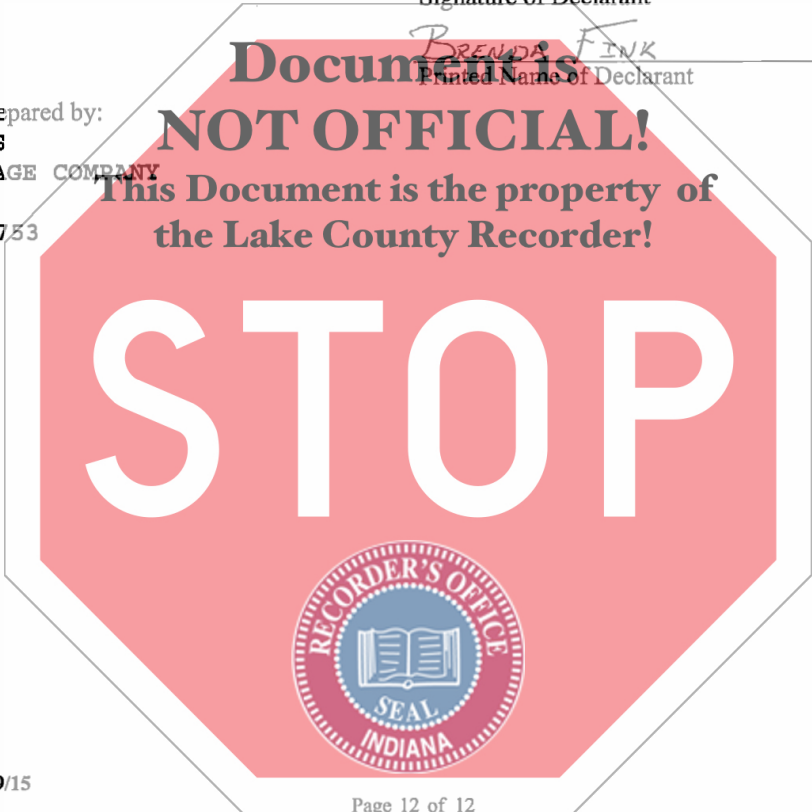 Signature of Declarant
BRENDA FINK
Printed Name of Declarant
Document is
NOT OFFICIAL!
epared by:
AGE COMPANY
This Document is the property of
753
the Lake County Recorder!
STOP
RECORDER'S OFFICE
SEAL
INDIANA
/15
Page 12 of 12